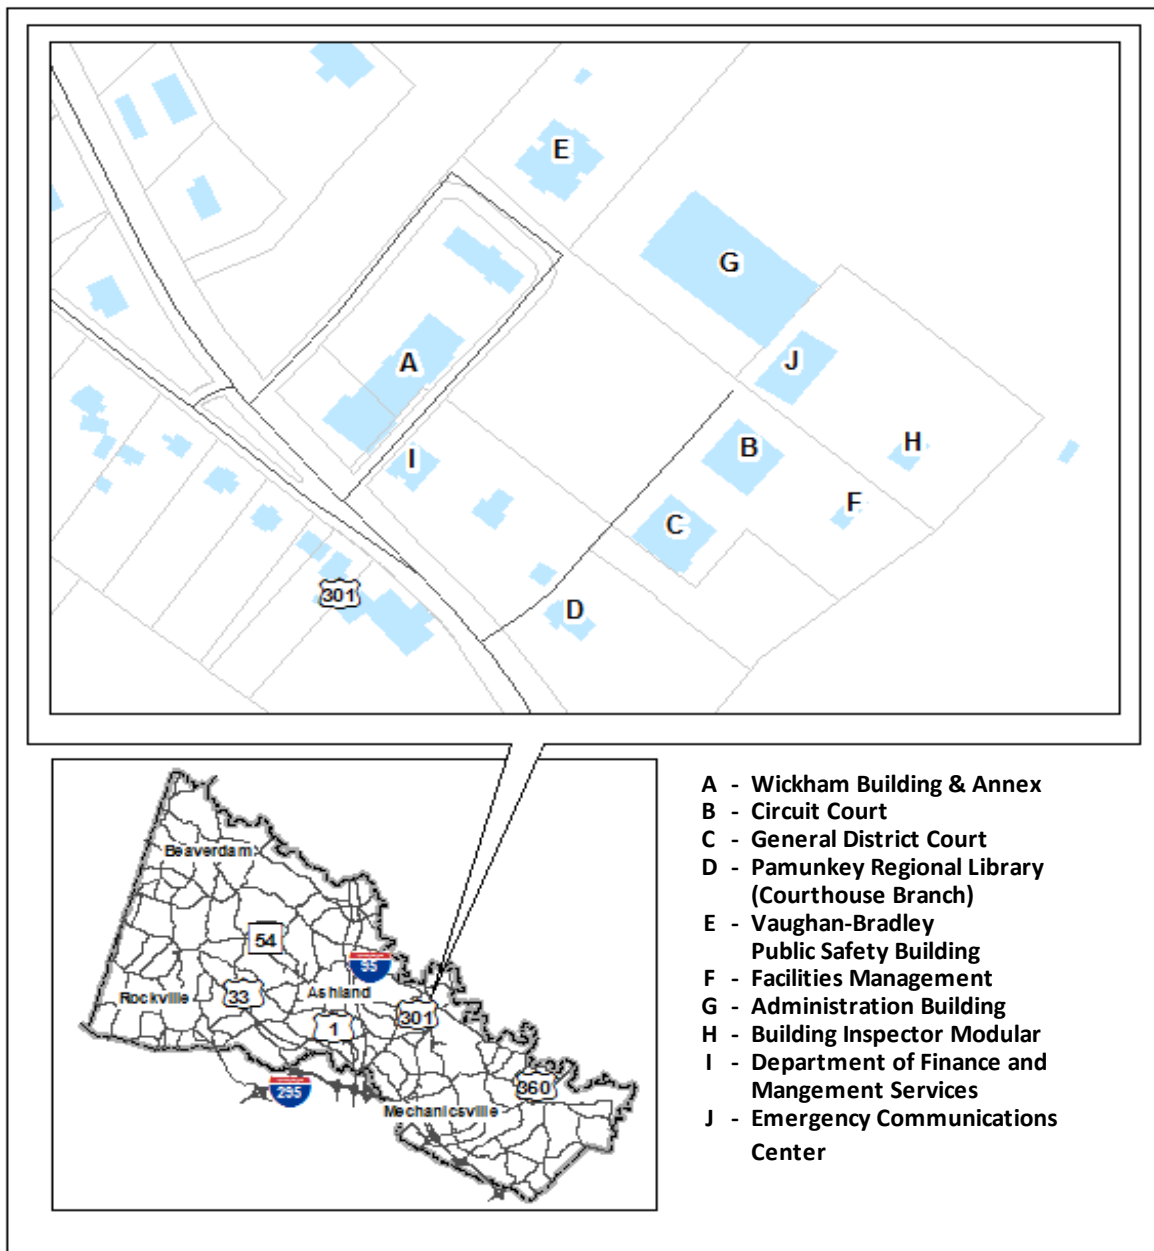 E
G
A
J
B
H
I
F
C
D
301
Beaverdam
54
95
Rockville
33
Ashland
1
301
295
360
Mechanicsville
A - Wickham Building & Annex
B - Circuit Court
C - General District Court
D - Pamunkey Regional Library
(Courthouse Branch)
E - Vaughan-Bradley
Public Safety Building
F - Facilities Management
G - Administration Building
H - Building Inspector Modular
I - Department of Finance and
Mangement Services
J - Emergency Communications
Center